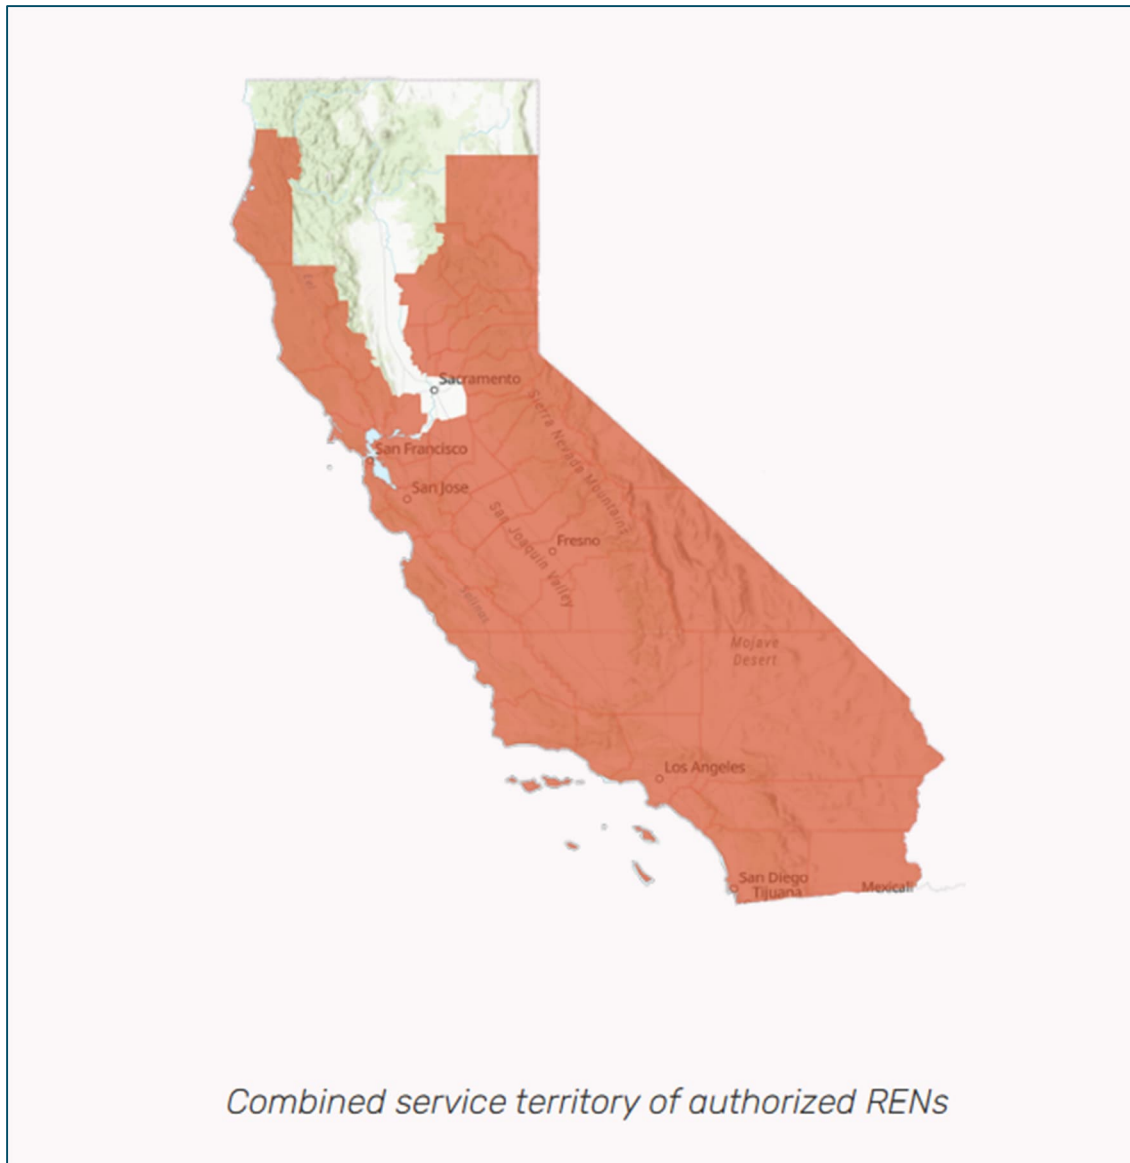 Sacramento
Sierra Nevada Mountains
San Francisco
San Jose
San Joaquin Valley
Fresno
Mojave
Desert
Los Angeles
San Diego
Tijuana
Mexicali
Combined service territory of authorized RENs